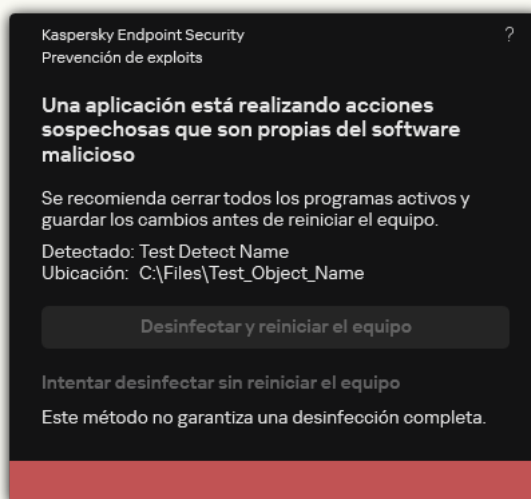 Kaspersky Endpoint Security
?
Prevención de exploits
Una aplicación está realizando acciones
sospechosas que son propias del software
malicioso
Se recomienda cerrar todos los programas activos y
guardar los cambios antes de reiniciar el equipo.
Detectado: Test Detect Name
Ubicación: C:\Files\Test_Object_Name
Desinfectar y reiniciar el equipo
Intentar desinfectar sin reiniciar el equipo
Este método no garantiza una desinfección completa.